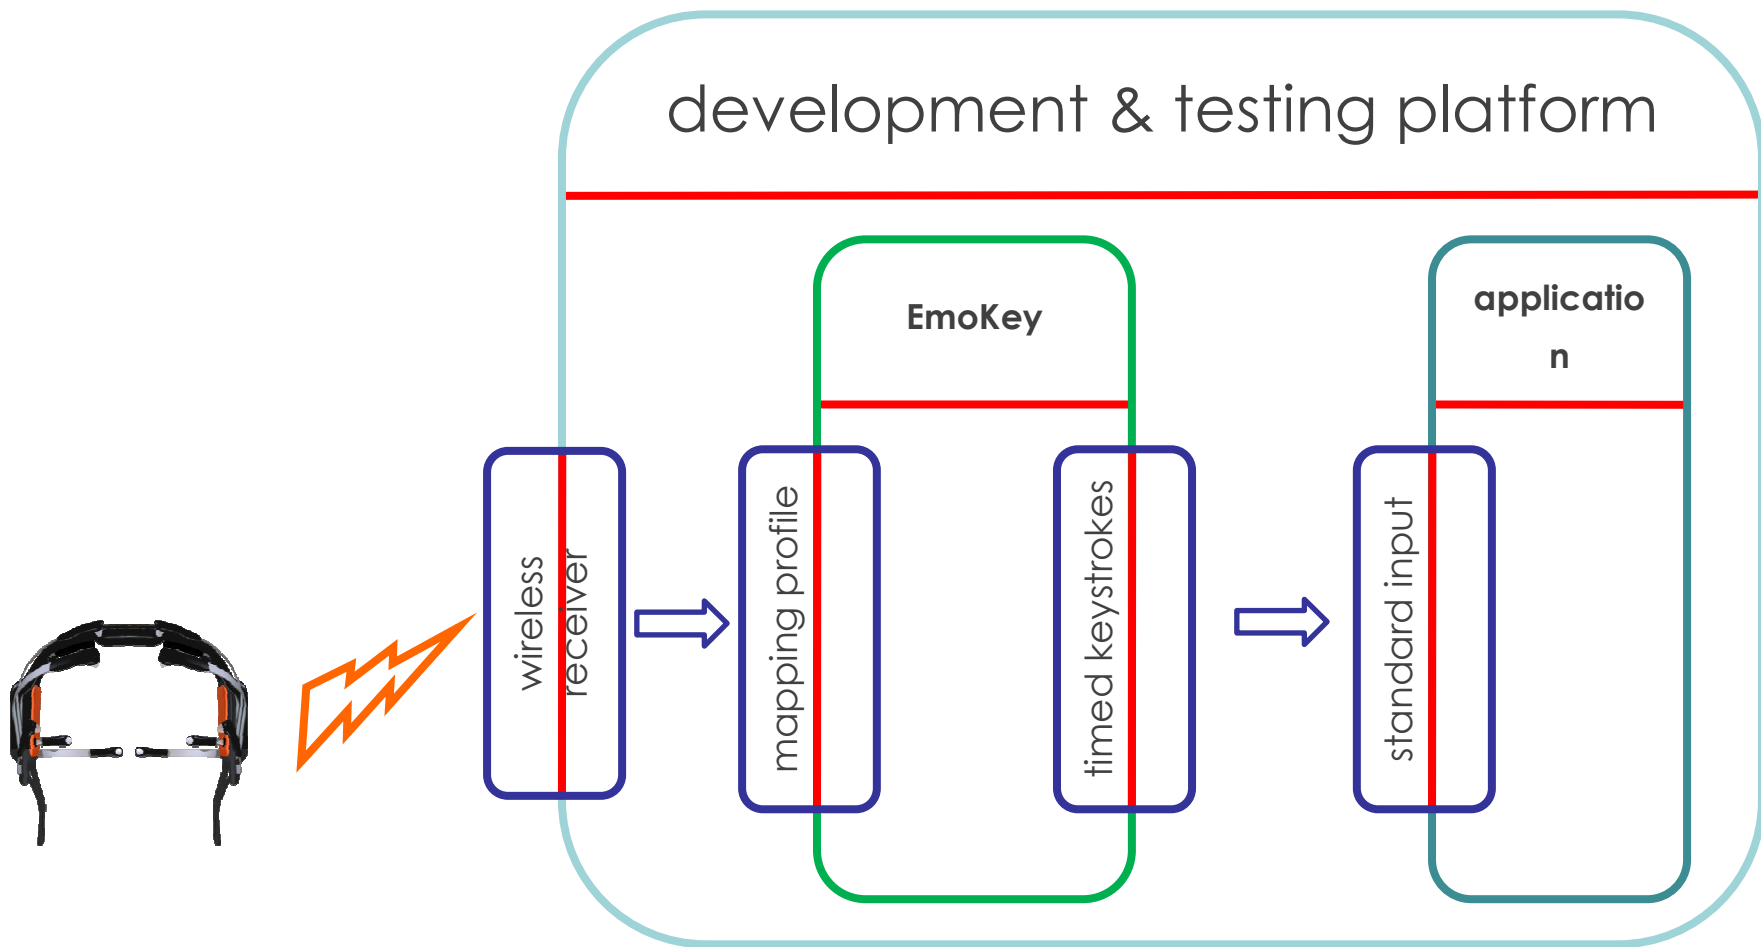 development & testing platform
EmoKey
applicatio
n
wireless
receiver
mapping profile
timed keystrokes
standard input